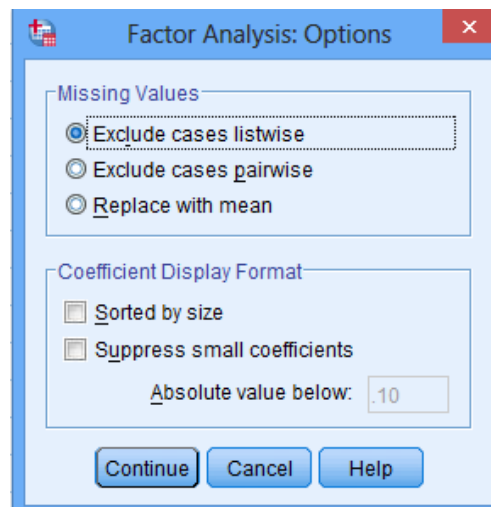 Factor Analysis: Options
Missing Values
Exclude cases listwise
Exclude cases pairwise
Replace with mean
Coefficient Display Format
Sorted by size
Suppress small coefficients
Absolute value below: .10
Continue Cancel Help